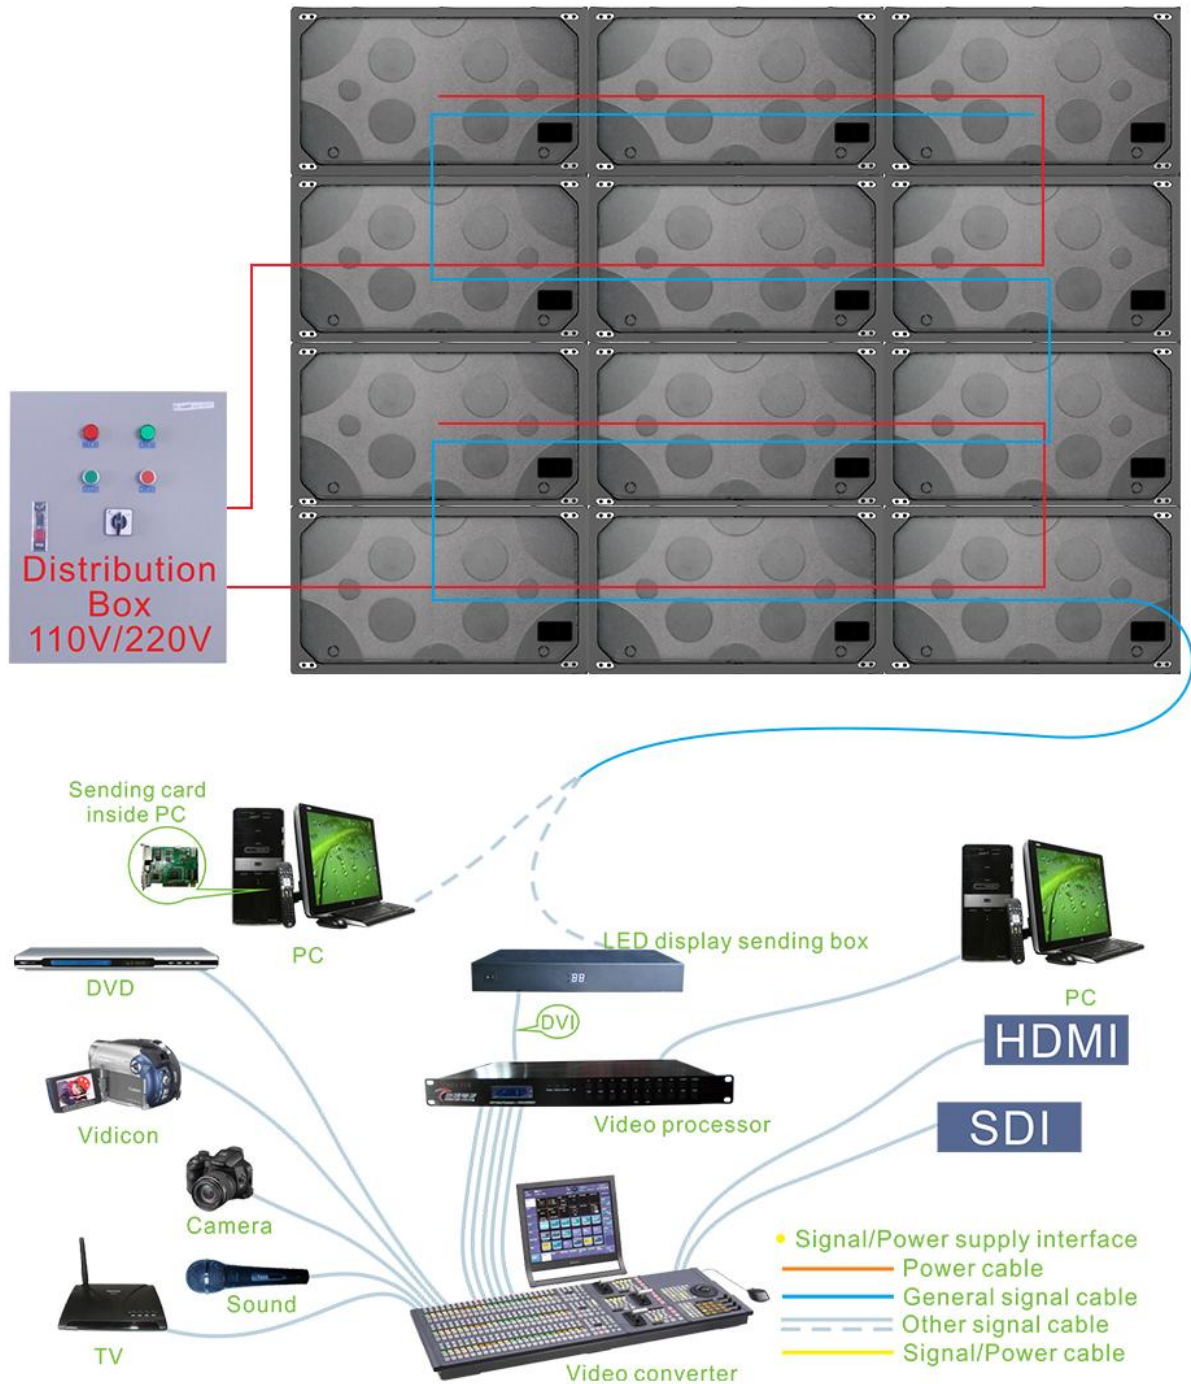 Distribution
Box
110V/220V
Sending card
inside PC
PC
LED display sending box
DVD
DVI
PC
HDMI
Vidicon
Video processor
SDI
Camera
Sound
TV
Video converter
Signal/Power supply interface
Power cable
General signal cable
Other signal cable
Signal/Power cable